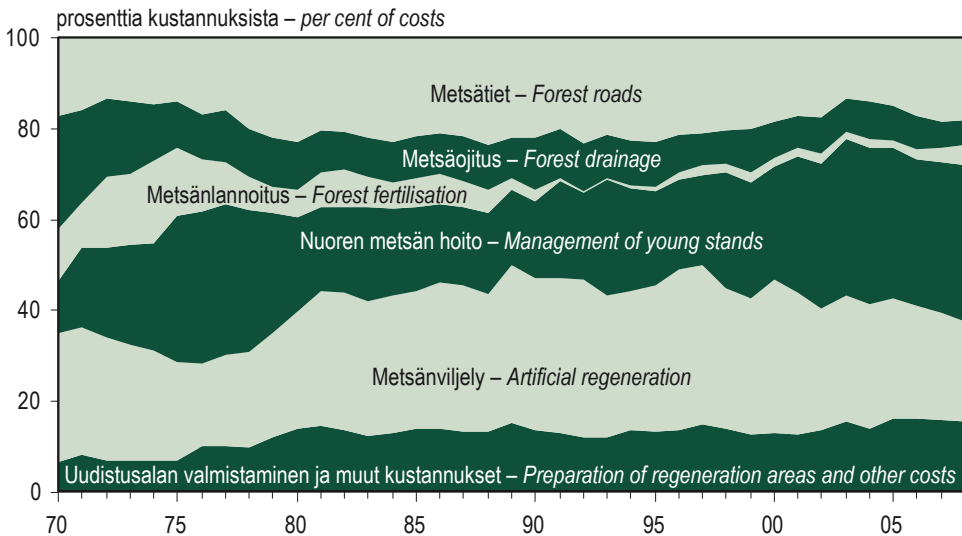 prosenttia kustannuksista – per cent of costs
100
80
60
40
20
0
Metsätiet – Forest roads
Metsäojitus – Forest drainage
Metsänlannoitus – Forest fertilisation
Nuoren metsän hoito – Management of young stands
Metsänviljely – Artificial regeneration
Uudistusalan valmistaminen ja muut kustannukset – Preparation of regeneration areas and other costs
70 75 80 85 90 95 00 05